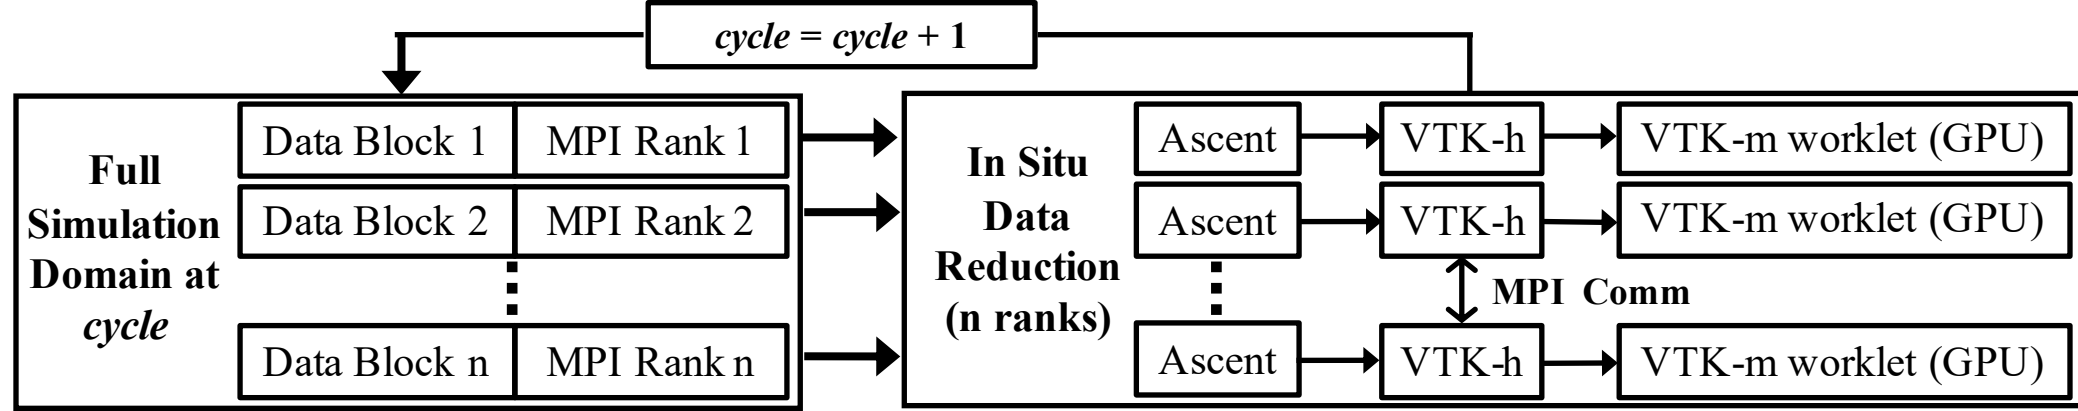 cycle = cycle + 1
Full
Simulation
Domain at
cycle
Data Block 1
MPI Rank 1
Data Block 2
MPI Rank 2
Data Block n
MPI Rank n
In Situ
Data
Reduction
(n ranks)
Ascent
VTK-h
VTK-m worklet (GPU)
Ascent
VTK-h
VTK-m worklet (GPU)
MPI Comm
Ascent
VTK-h
VTK-m worklet (GPU)